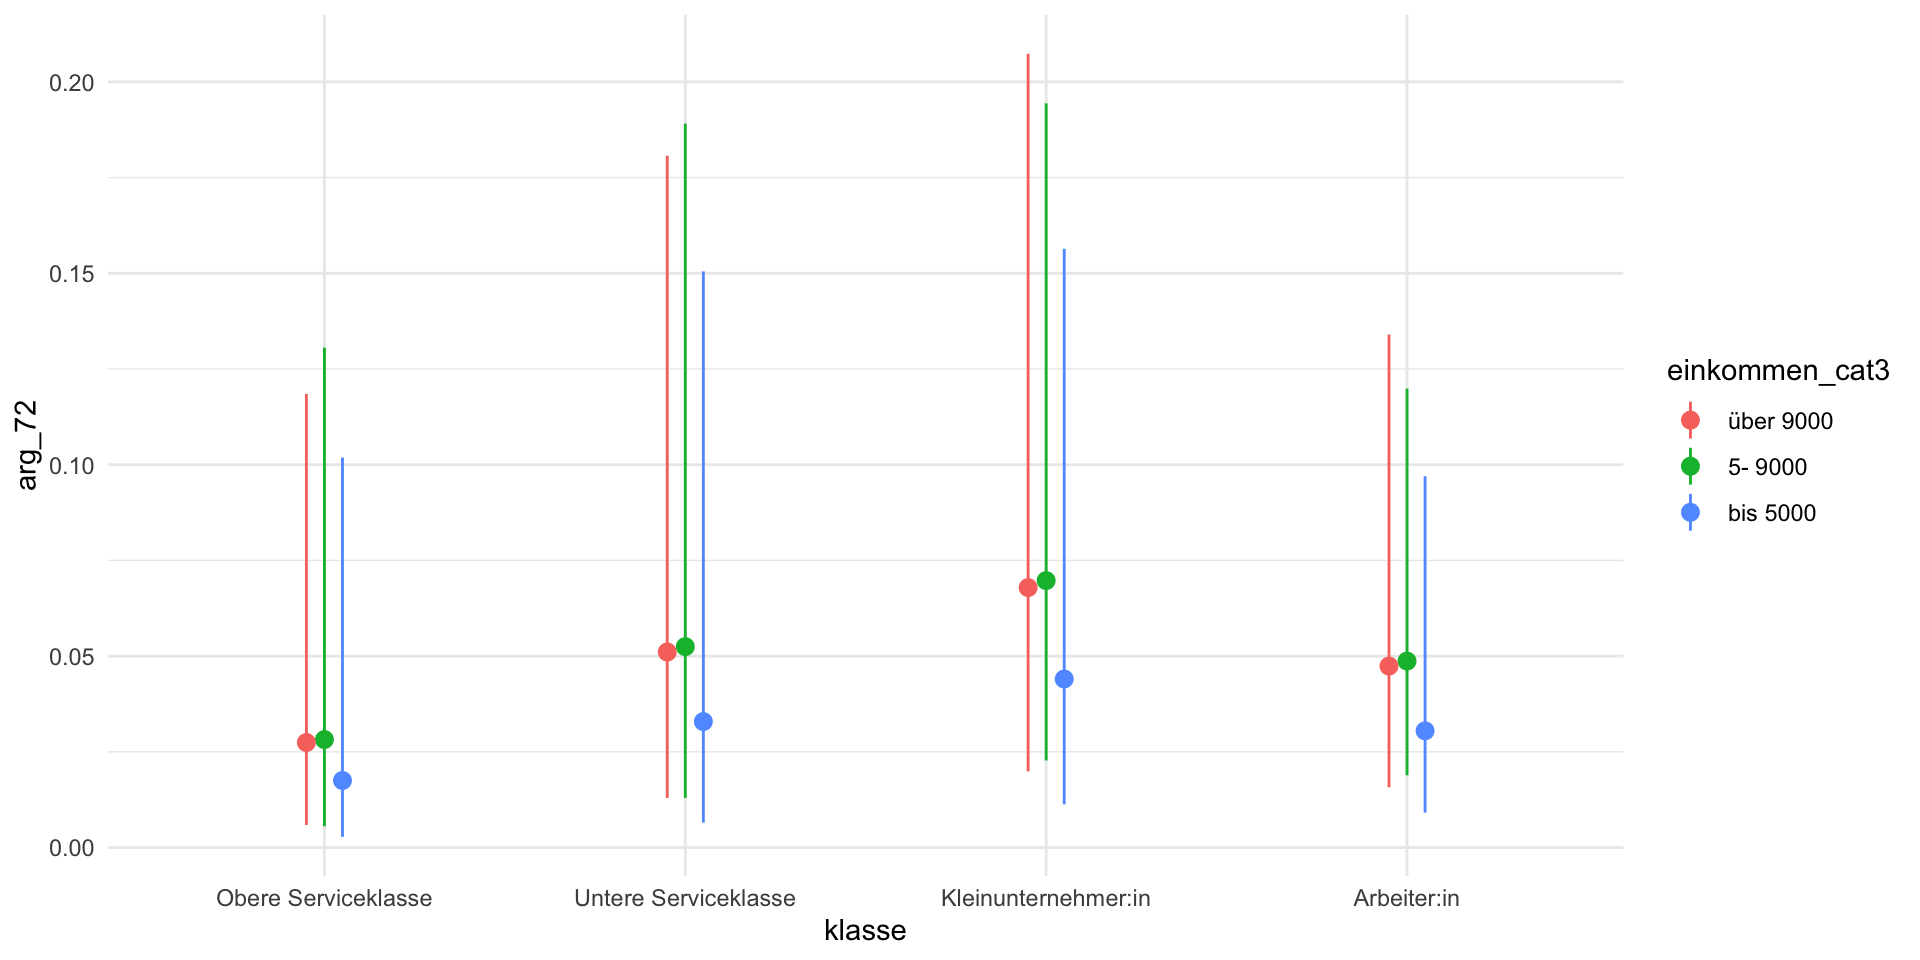 0.20
0.15
0.10
0.05
0.00
arg_72
Obere Serviceklasse
Untere Serviceklasse
Kleinunternehmer:in
Arbeiter:in
klasse
einkommen_cat3
über 9000
5- 9000
bis 5000